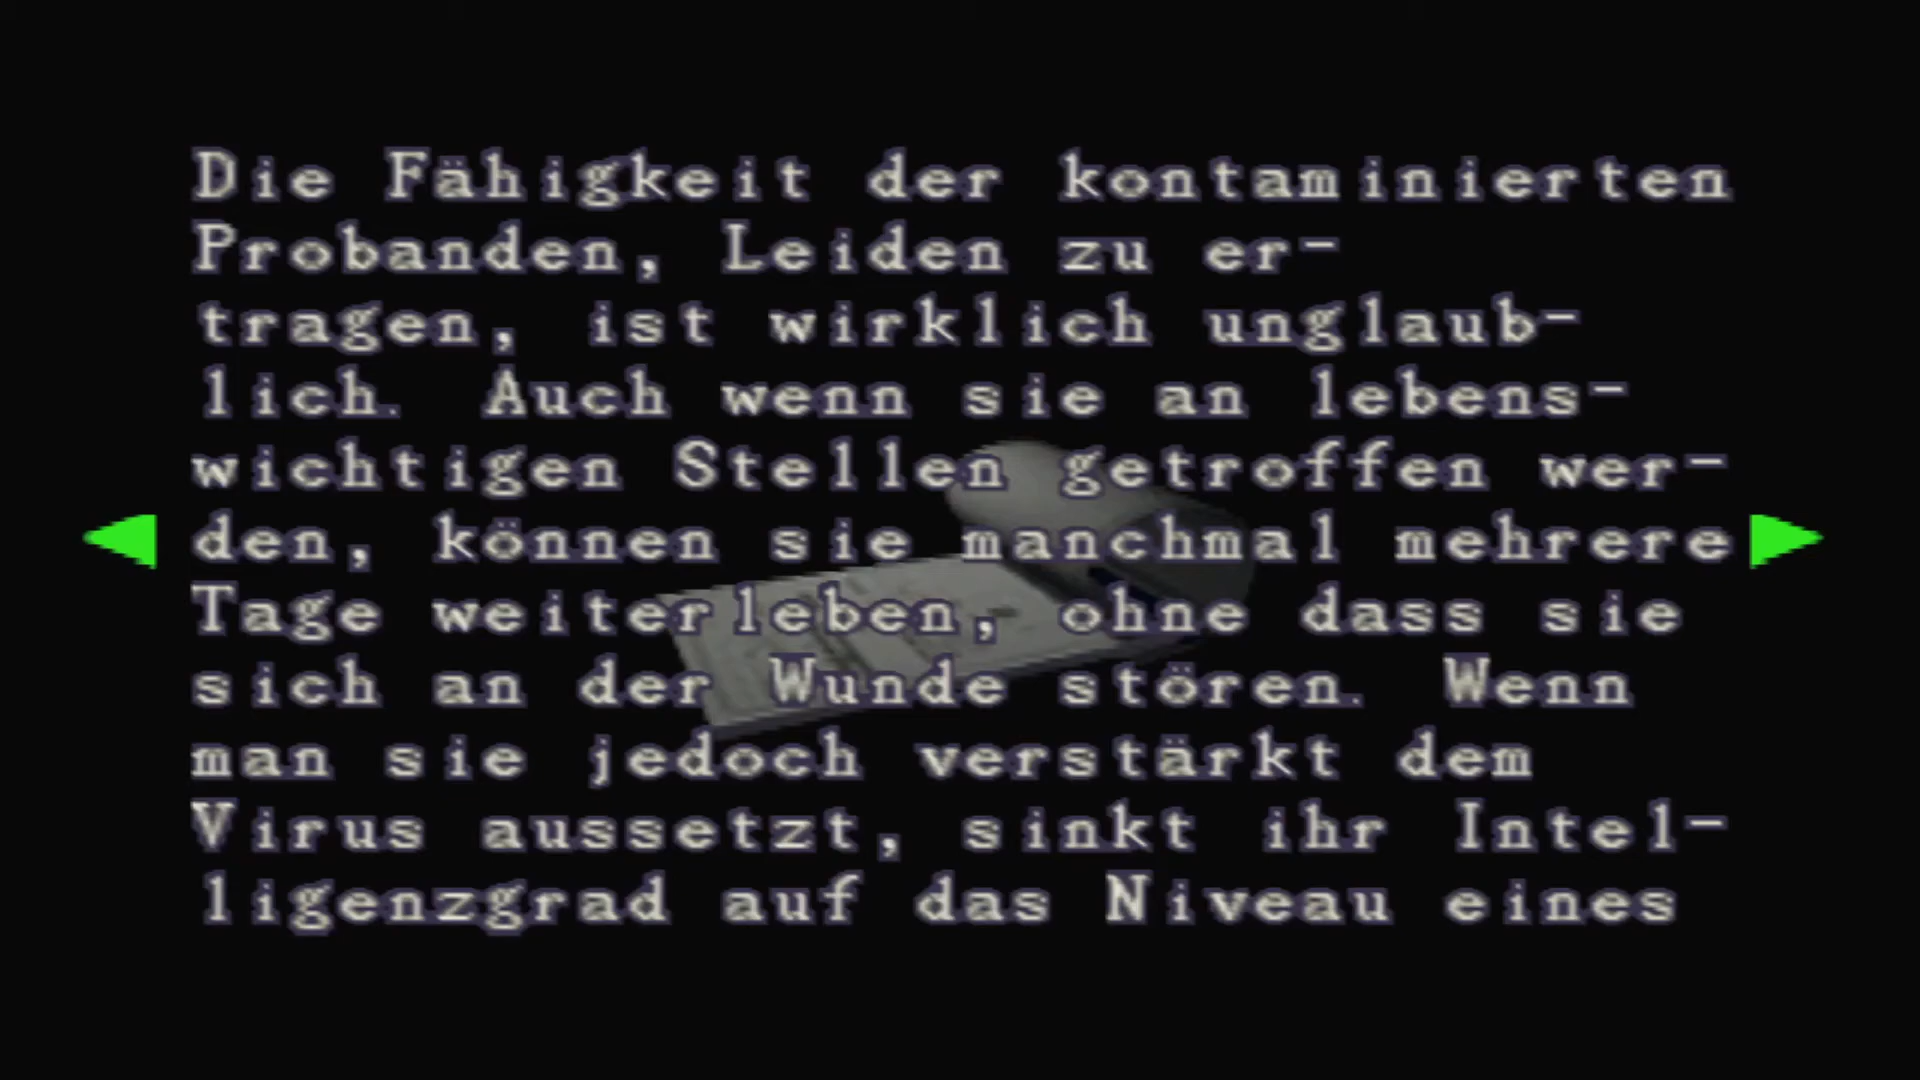 Die Fähigkeit der kontaminierten
Probanden, Leiden zu er-
tragen, ist wirklich unglaub-
lich. Auch wenn sie an lebens-
wichtigen Stellen getroffen wer-
den, können sie manchmal mehrere
Tage weiterleben, ohne dass sie
sich an der Wunde stören. Wenn
man sie jedoch verstärkt dem
Virus aussetzt, sinkt ihr Intel-
ligenzgrad auf das Niveau eines